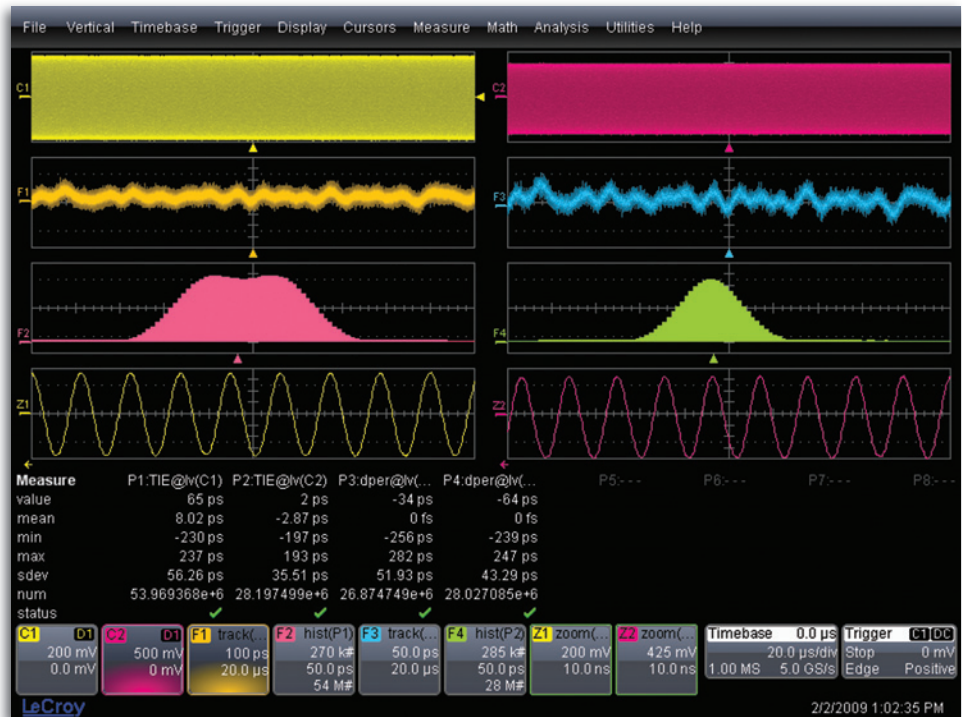 File Vertical Timebase Trigger Display Cursors Measure Math Analysis Utilities Help
C1
C2
F1
F3
F2
F4
Z1
Z2
Measure P1:TIE@lv(C1) P2:TIE@lv(C2) P3:dper@lv(... P4:dper@lv(... P5:--- P6:--- P7:--- P8:---
value 65 ps 2 ps -34 ps -64 ps
mean 8.02 ps -2.87 ps 0 fs 0 fs
min -230 ps -197 ps -256 ps -239 ps
max 237 ps 193 ps 282 ps 247 ps
sdev 56.26 ps 35.51 ps 51.93 ps 43.29 ps
num 53.969368e+6 28.197499e+6 26.874749e+6 28.027085e+6
status
C1 D1 C2 D1 F1 track(... F2 hist(P1) F3 track(... F4 hist(P2) Z1 zoom(... Z2 zoom(... Timebase 0.0 µs Trigger C1 DC
200 mV 500 mV 100 ps 270 k# 50.0 ps 285 k# 200 mV 425 mV 20.0 µs/div Stop 0 mV
0.0 mV 0 mV 20.0 µs 50.0 ps 20.0 µs 50.0 ps 10.0 ns 10.0 ns 1.00 MS 5.0 GS/s Edge Positive
54 M# 28 M#
LeCroy 2/2/2009 1:02:35 PM